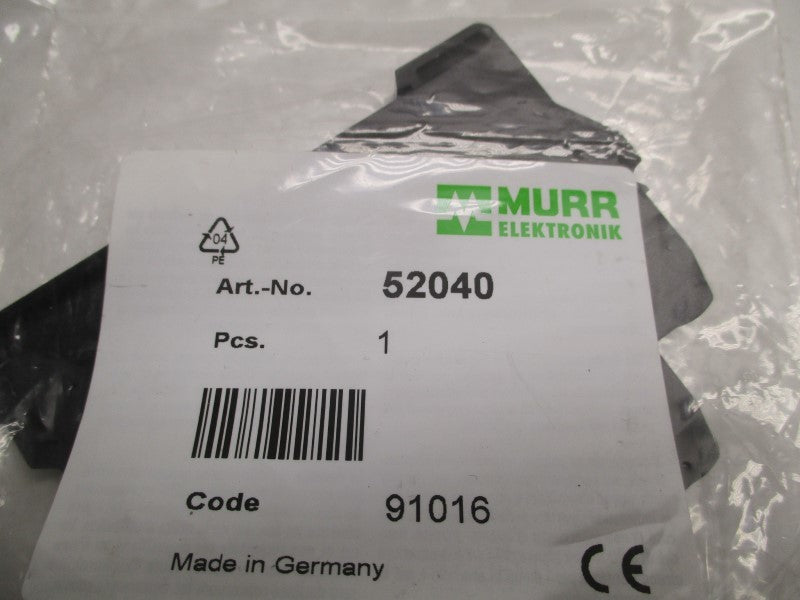 MURR
ELEKTRONIK
04
PE
Art.-No. 52040
Pcs. 1
Code 91016
Made in Germany CE